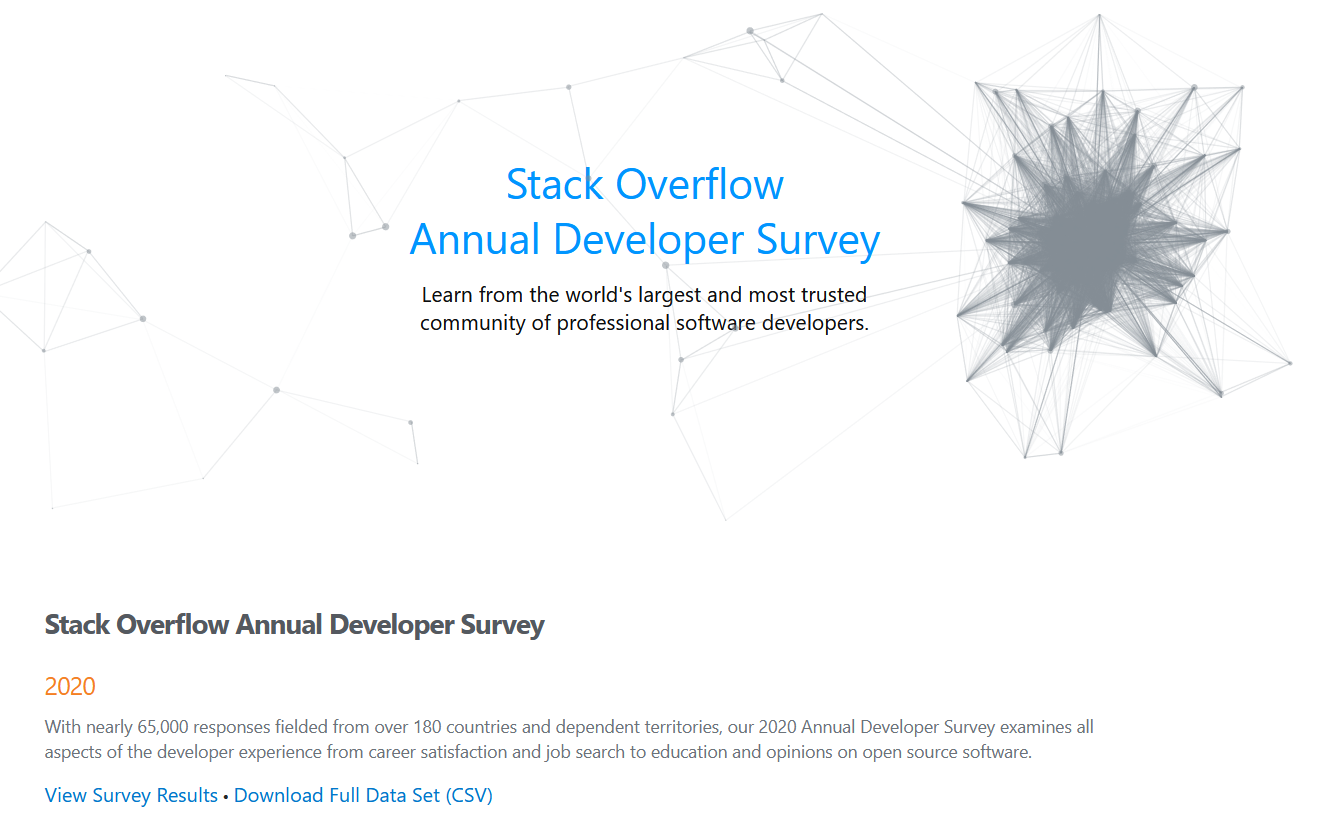 Stack Overflow
Annual Developer Survey
Learn from the world's largest and most trusted
community of professional software developers.
Stack Overflow Annual Developer Survey
2020
With nearly 65,000 responses fielded from over 180 countries and dependent territories, our 2020 Annual Developer Survey examines all
aspects of the developer experience from career satisfaction and job search to education and opinions on open source software.
View Survey Results • Download Full Data Set (CSV)